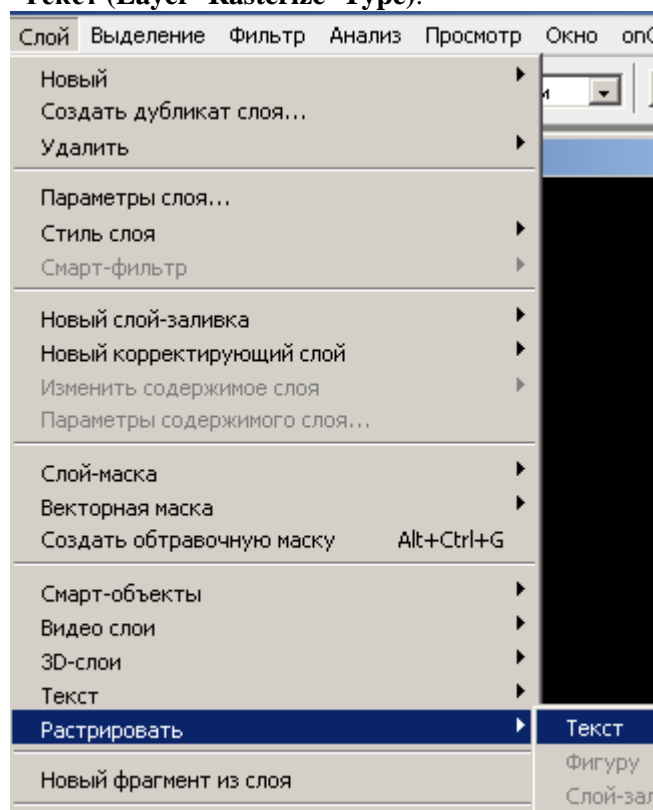 Текст (Layer Rasterize Type).
Слой Выделение Фильтр Анализ Просмотр Окно
Новый
Создать дубликат слоя...
Удалить
Параметры слоя...
Стиль слоя
Смарт-фильтр
Новый слой-заливка
Новый корректирующий слой
Изменить содержимое слоя
Параметры содержимого слоя...
Слой-маска
Векторная маска
Создать обтравочную маску Alt+Ctrl+G
Смарт-объекты
Видео слои
3D-слои
Текст
Растрировать
Текст
Фигуру
Новый фрагмент из слоя